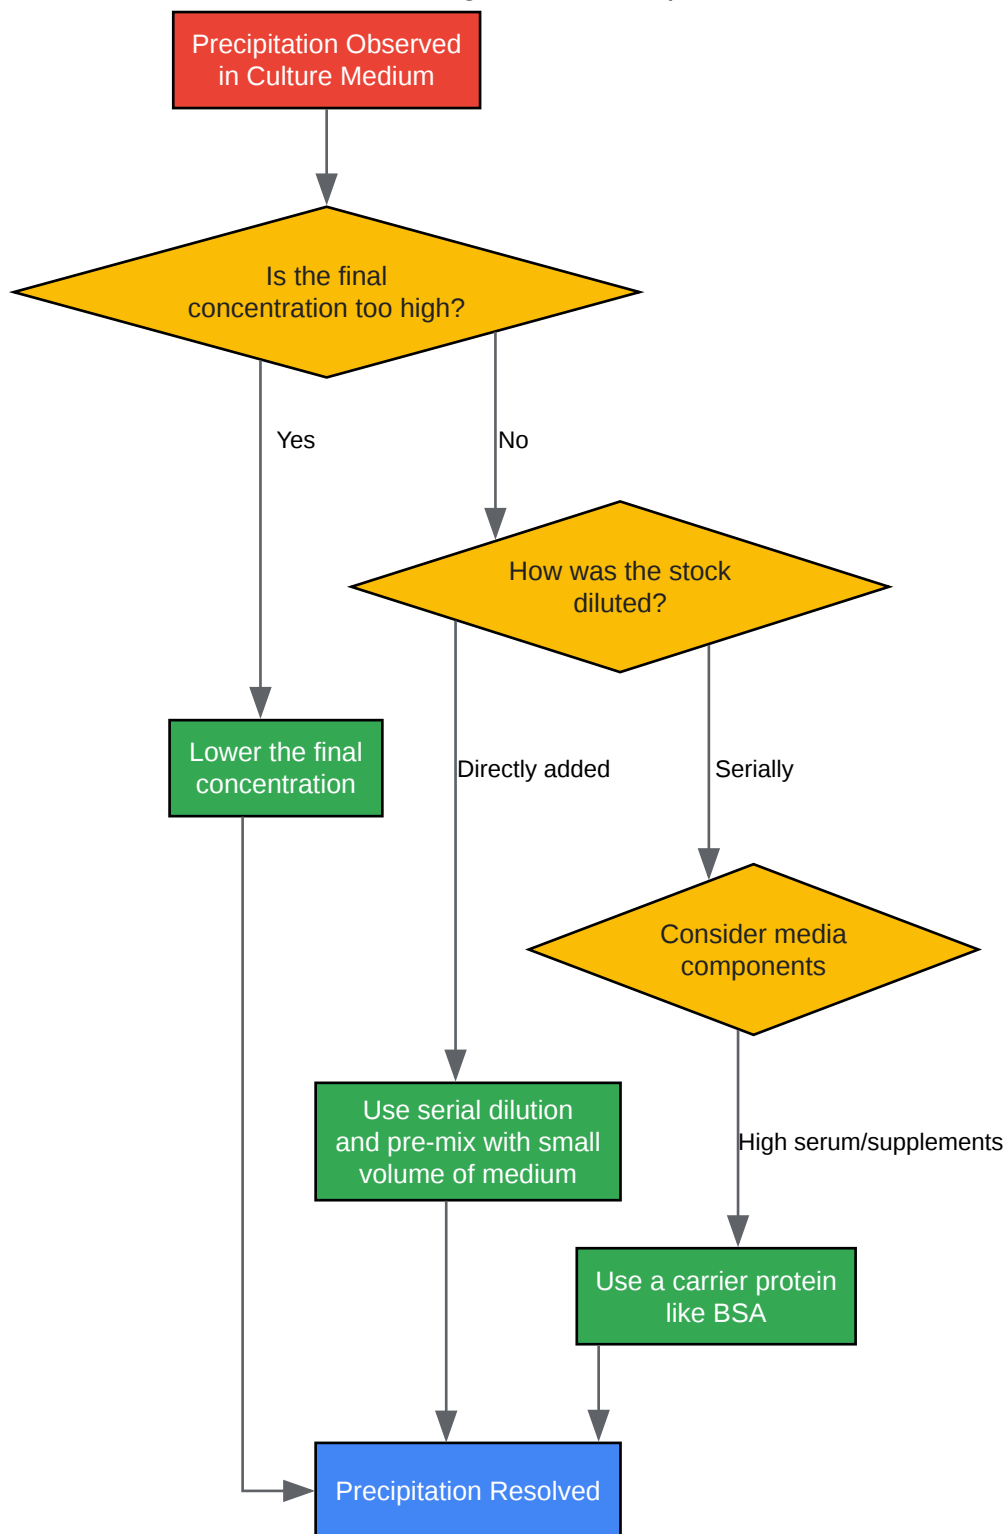 Precipitation Observed
in Culture Medium
Is the final
concentration too high?
Yes
No
How was the stock
diluted?
Lower the final
concentration
Directly added
Serially
Consider media
components
Use serial dilution
and pre-mix with small
volume of medium
High serum/supplements
Use a carrier protein
like BSA
Precipitation Resolved